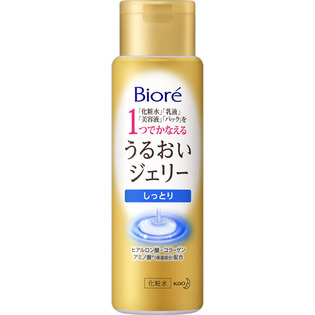 Bioré
「化粧水」「乳液」
「美容液」「パック」を
1つでかなえる
うるおい
ジェリー
しっとり
ヒアルロン酸・コラーゲン
アミノ酸*(保湿成分)配合
化粧水 kao